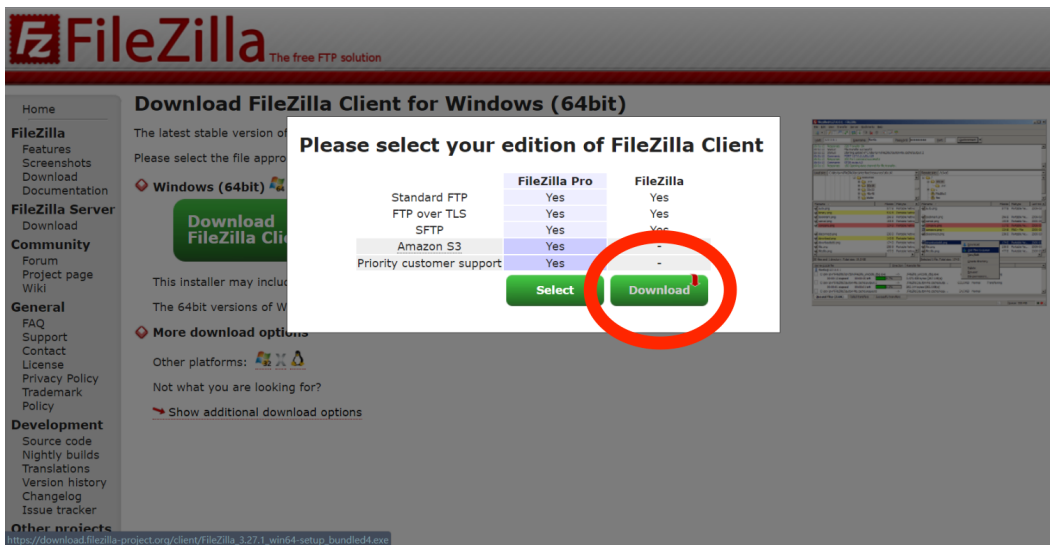 FileZilla The free FTP solution
Home
FileZilla
Features
Screenshots
Download
Documentation
FileZilla Server
Download
Community
Forum
Project page
Wiki
General
FAQ
Support
Contact
License
Privacy Policy
Trademark
Policy
Development
Source code
Nightly builds
Translations
Version history
Changelog
Issue tracker
Other projects
Download FileZilla Client for Windows (64bit)
The latest stable version of
Please select the file appro
Windows (64bit)
Download
FileZilla Cli
This installer may includ
The 64bit versions of W
More download options
Other platforms:
Not what you are looking for?
Show additional download options
Please select your edition of FileZilla Client
FileZilla Pro FileZilla
Standard FTP Yes Yes
FTP over TLS Yes Yes
SFTP Yes Yes
Amazon S3 Yes -
Priority customer support Yes -
Select Download
https://download.filezilla-project.org/client/FileZilla_3.27.1_win64-setup_bundled4.exe